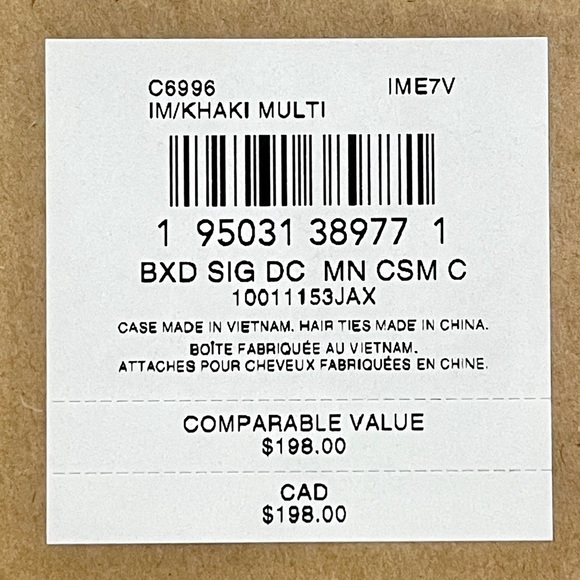 C6996 IME7V
IM/KHAKI MULTI
1 95031 38977 1
BXD SIG DC MN CSM C
10011153JAX
CASE MADE IN VIETNAM. HAIR TIES MADE IN CHINA.
BOÎTE FABRIQUÉE AU VIETNAM.
ATTACHES POUR CHEVEUX FABRIQUÉES EN CHINE.
COMPARABLE VALUE
$198.00
CAD
$198.00